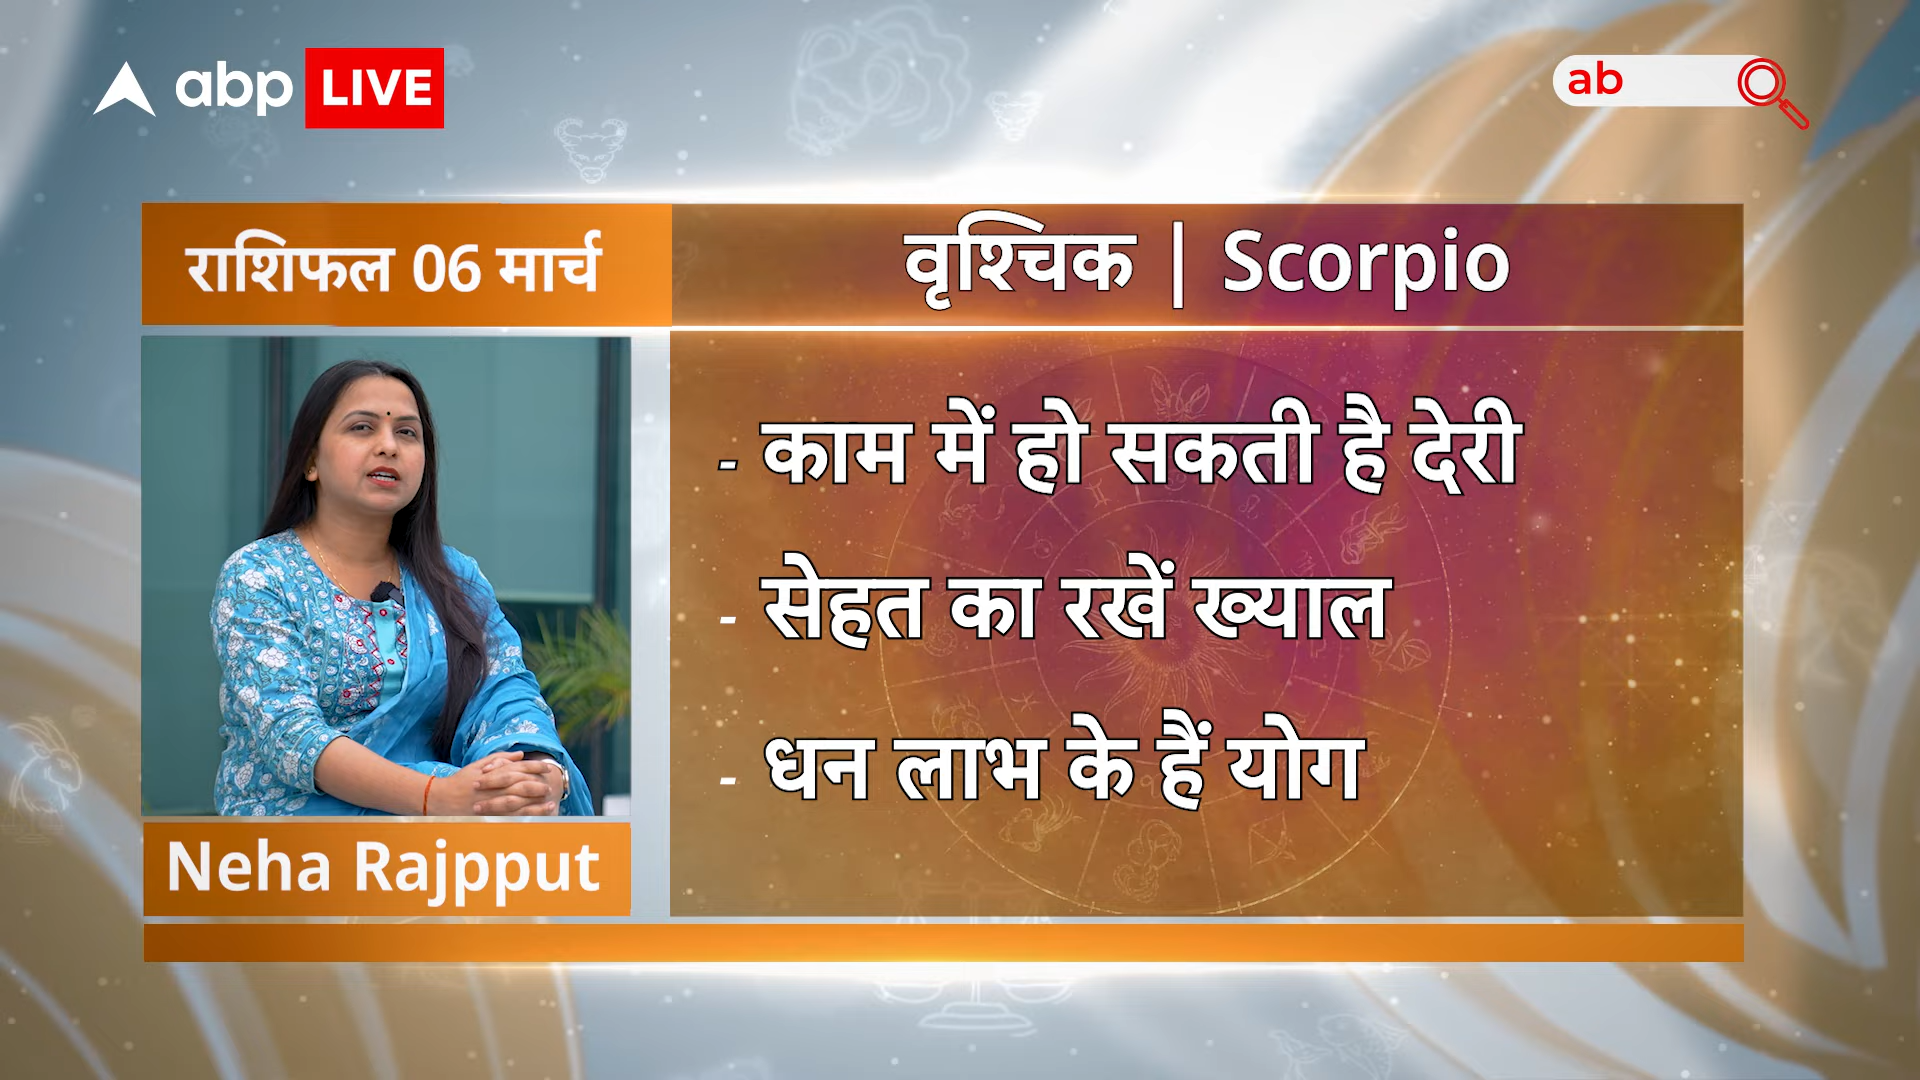 abp LIVE
ab
राशिफल 06 मार्च
वृश्चिक | Scorpio
- काम में हो सकती है देरी
- सेहत का रखें ख्याल
- धन लाभ के हैं योग
Neha Rajpput